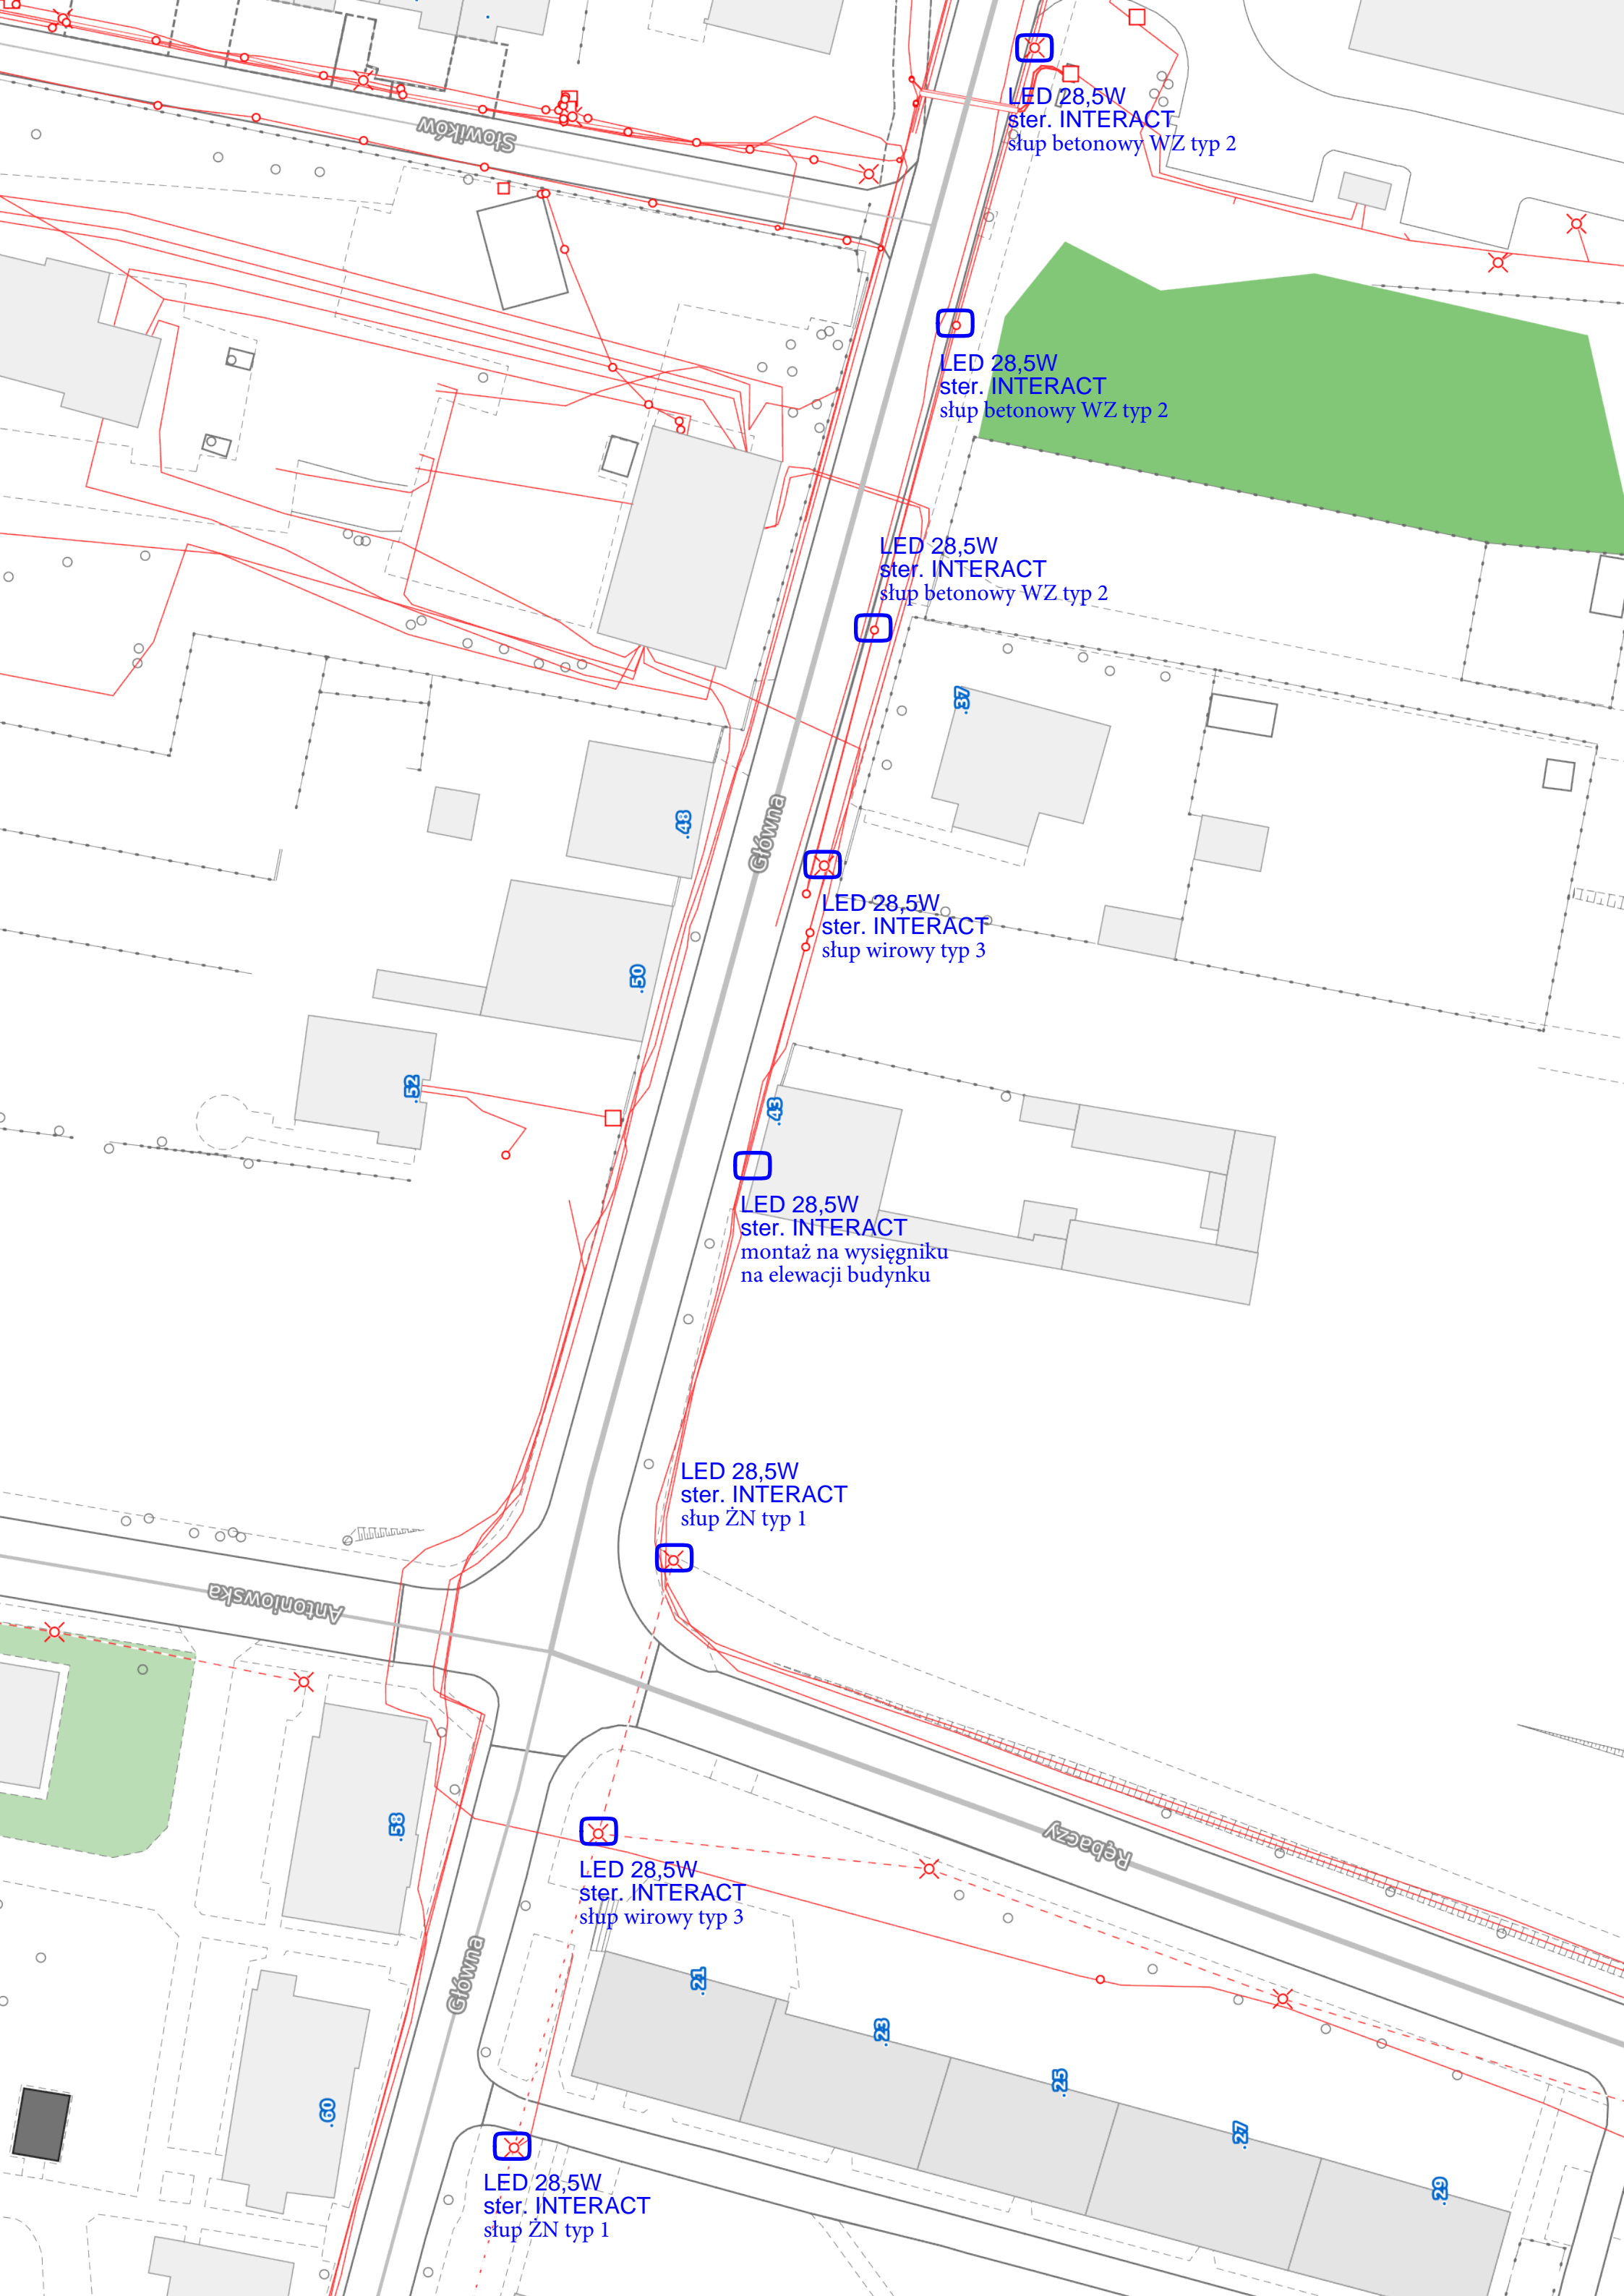 LED 28,5W
ster. INTERACT
słup betonowy WZ typ 2
Słowików
LED 28,5W
ster. INTERACT
słup betonowy WZ typ 2
LED 28,5W
ster. INTERACT
słup betonowy WZ typ 2
37
48
Główna
LED 28,5W
ster. INTERACT
słup wirowy typ 3
50
52
43
LED 28,5W
ster. INTERACT
montaż na wysięgniku
na elewacji budynku
LED 28,5W
ster. INTERACT
słup ŻN typ 1
Antoniowska
58
Rębaczy
LED 28,5W
ster. INTERACT
słup wirowy typ 3
Główna
21
23
25
27
29
60
LED 28,5W
ster. INTERACT
słup ŻN typ 1